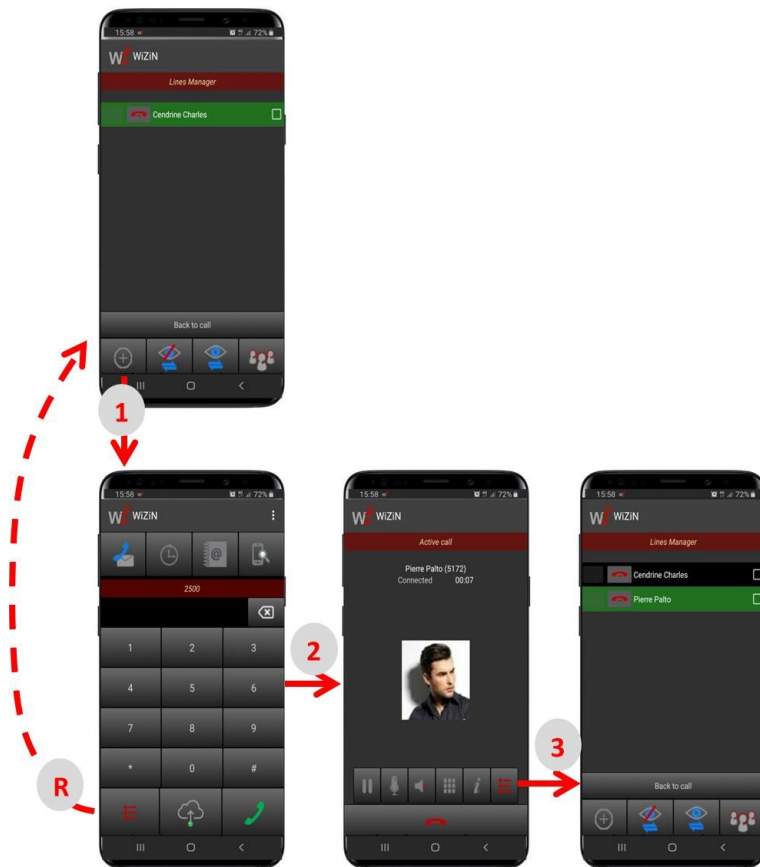 15:58 72%
WiZiN
Lines Manager
Cendrine Charles
Back to call
1
15:58 72%
WiZiN
2500
1 2 3
4 5 6
7 8 9
* 0 #
R
2
15:58 72%
WiZiN
Active call
Pierre Palto (5172)
Connected 00:07
3
15:58 72%
WiZiN
Lines Manager
Cendrine Charles
Pierre Palto
Back to call